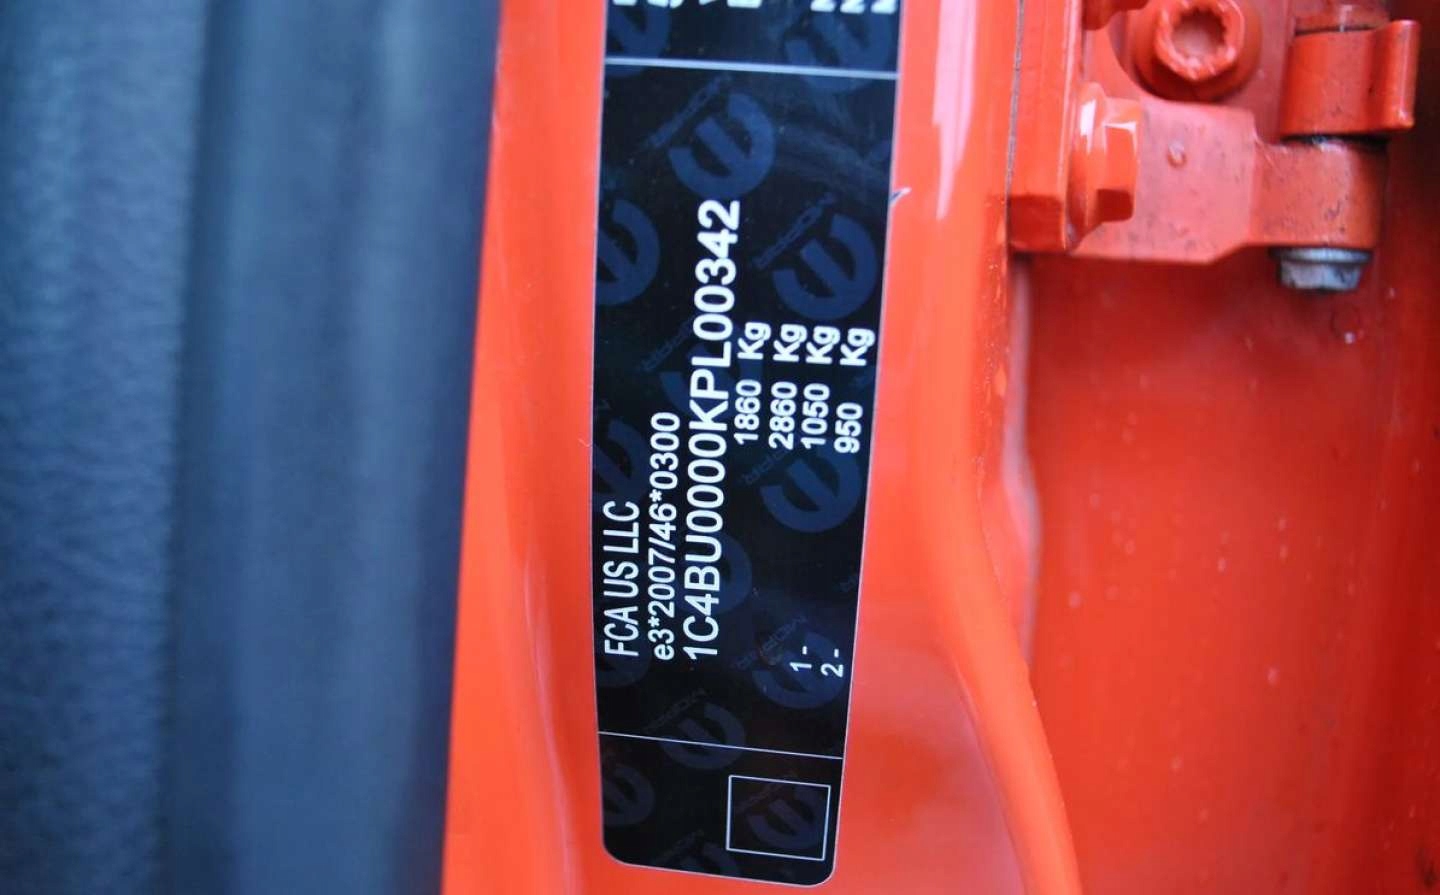 FCA US LLC
e3*2007/46*0300
1C4BU0000KPL00342
1860 Kg
2860 Kg
1- 1050 Kg
2- 950 Kg